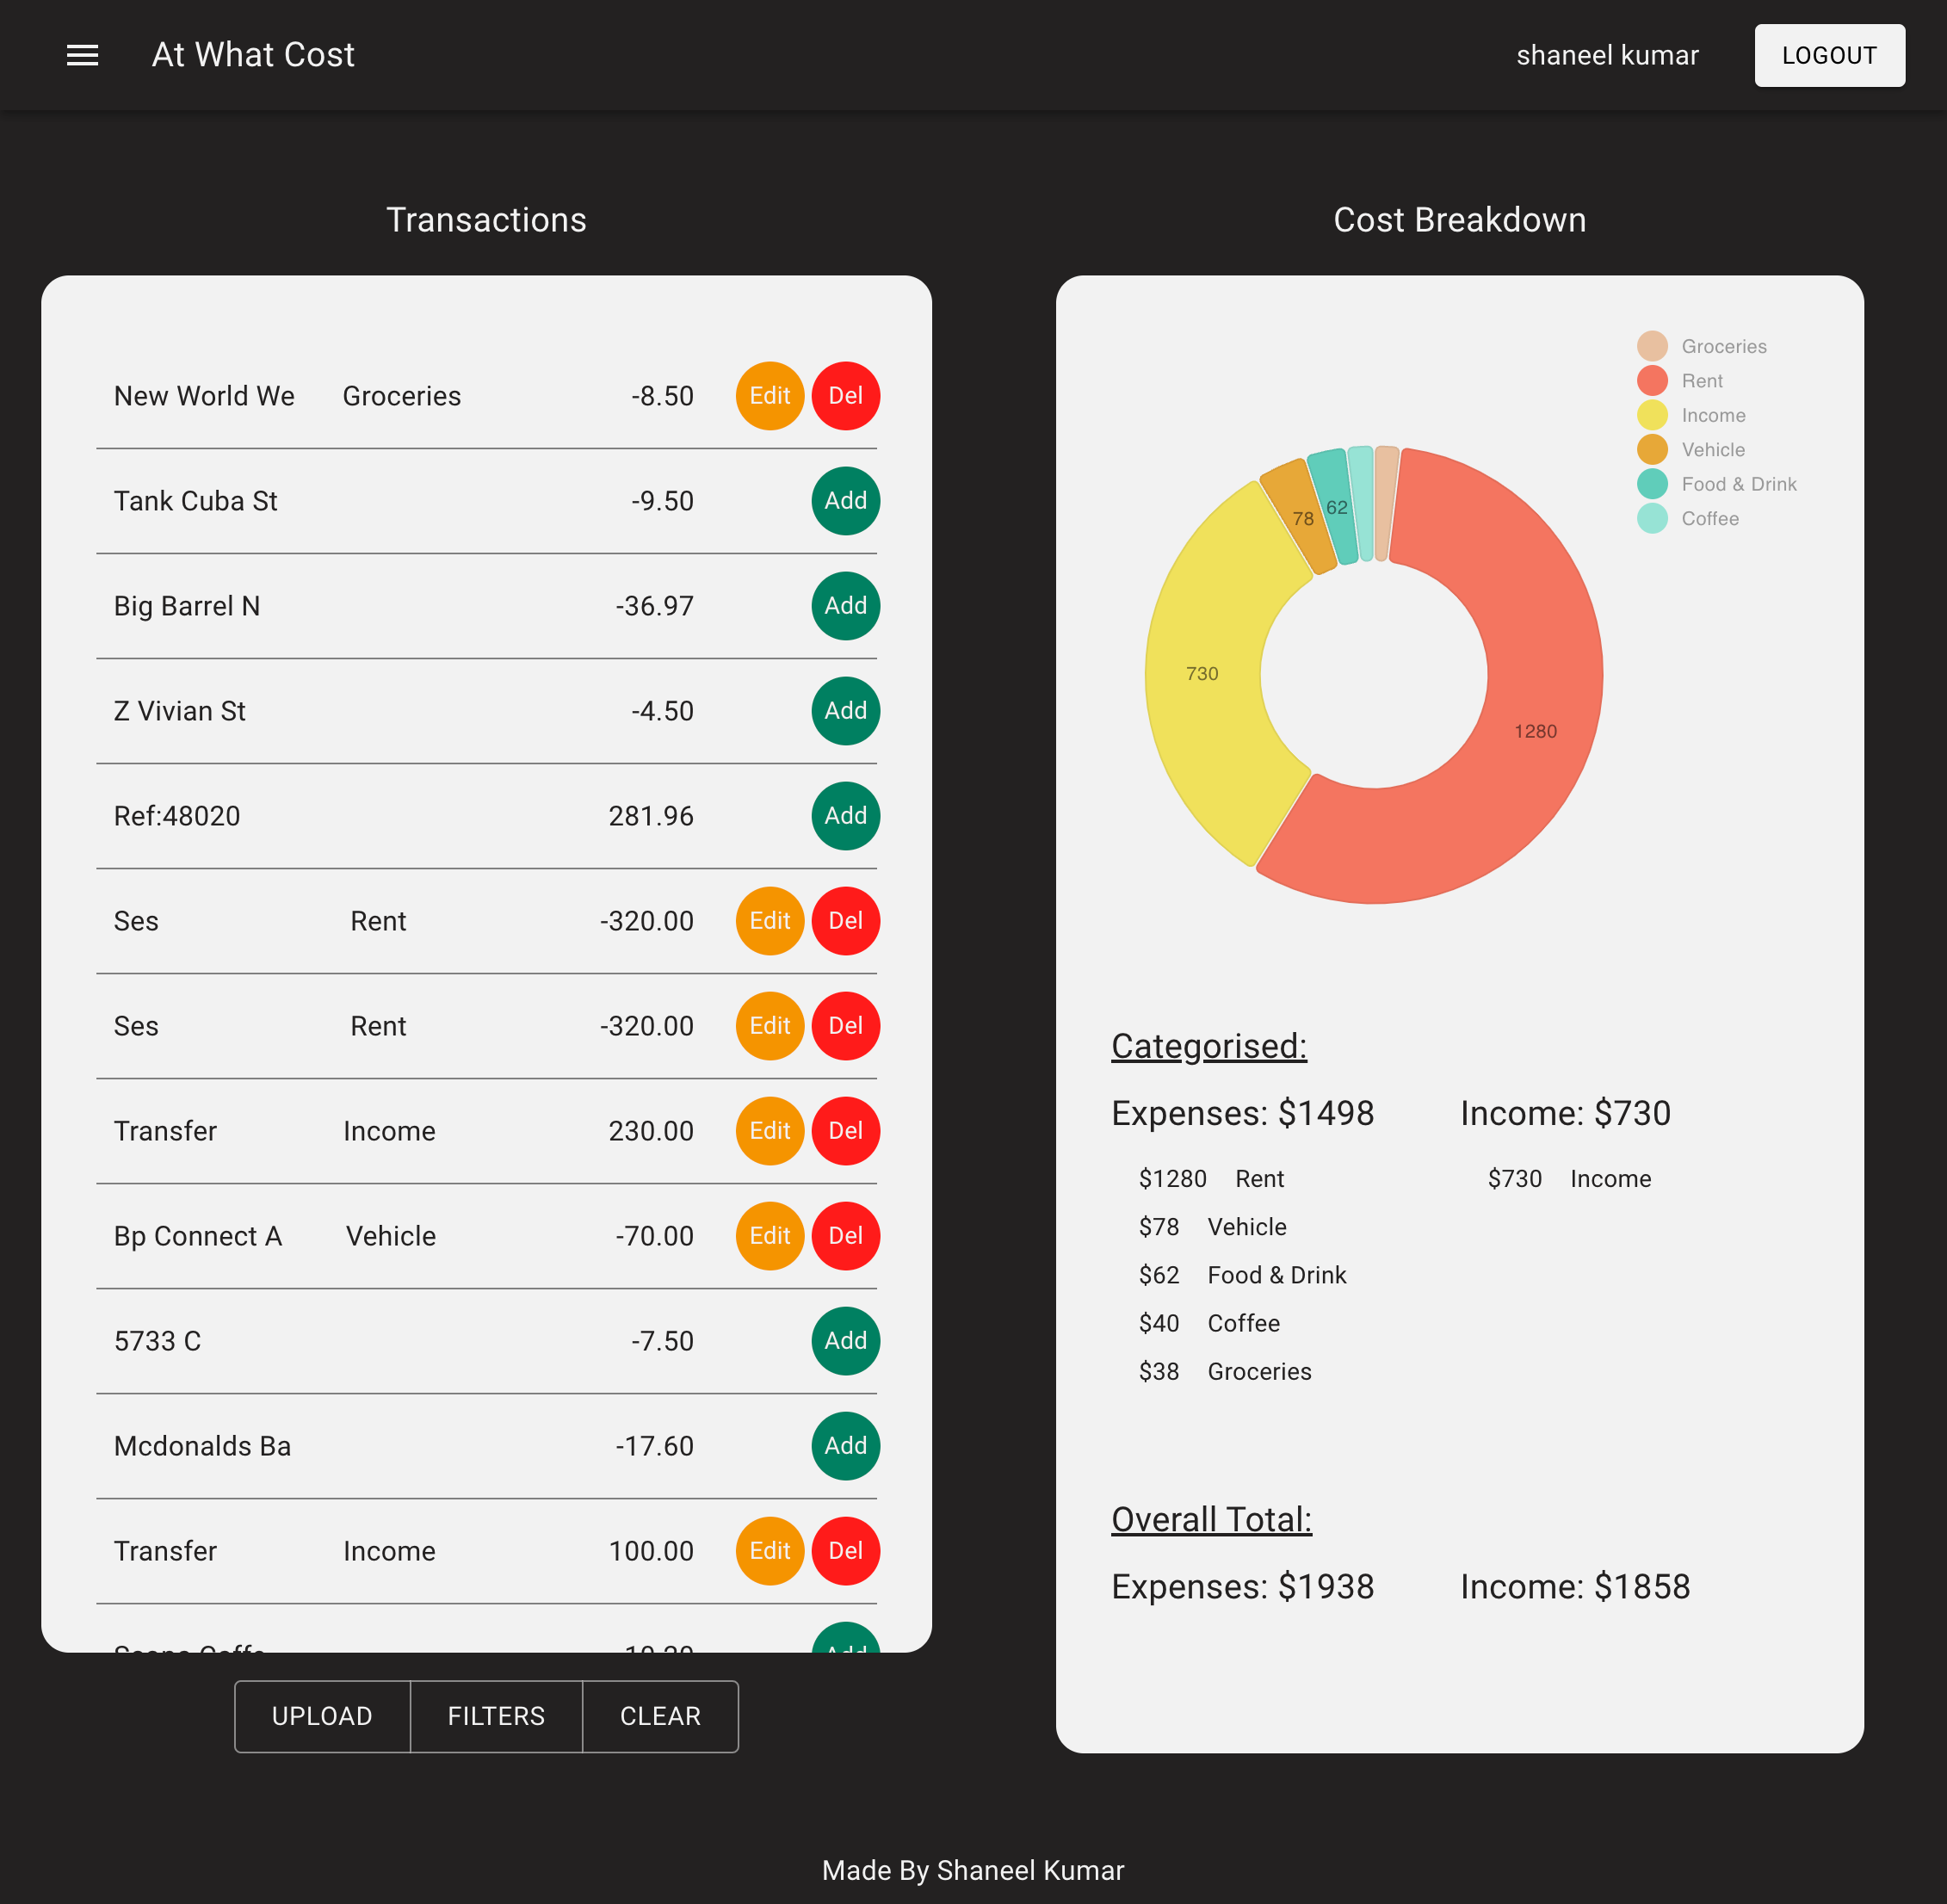 At What Cost
shaneel kumar
LOGOUT
Transactions
New World We Groceries -8.50 Edit Del
Tank Cuba St -9.50 Add
Big Barrel N -36.97 Add
Z Vivian St -4.50 Add
Ref:48020 281.96 Add
Ses Rent -320.00 Edit Del
Ses Rent -320.00 Edit Del
Transfer Income 230.00 Edit Del
Bp Connect A Vehicle -70.00 Edit Del
5733 C -7.50 Add
Mcdonalds Ba -17.60 Add
Transfer Income 100.00 Edit Del
Add
UPLOAD FILTERS CLEAR
Cost Breakdown
Groceries
Rent
Income
Vehicle
Food & Drink
Coffee
78
62
730
1280
Categorised:
Expenses: $1498 Income: $730
$1280 Rent $730 Income
$78 Vehicle
$62 Food & Drink
$40 Coffee
$38 Groceries
Overall Total:
Expenses: $1938 Income: $1858
Made By Shaneel Kumar